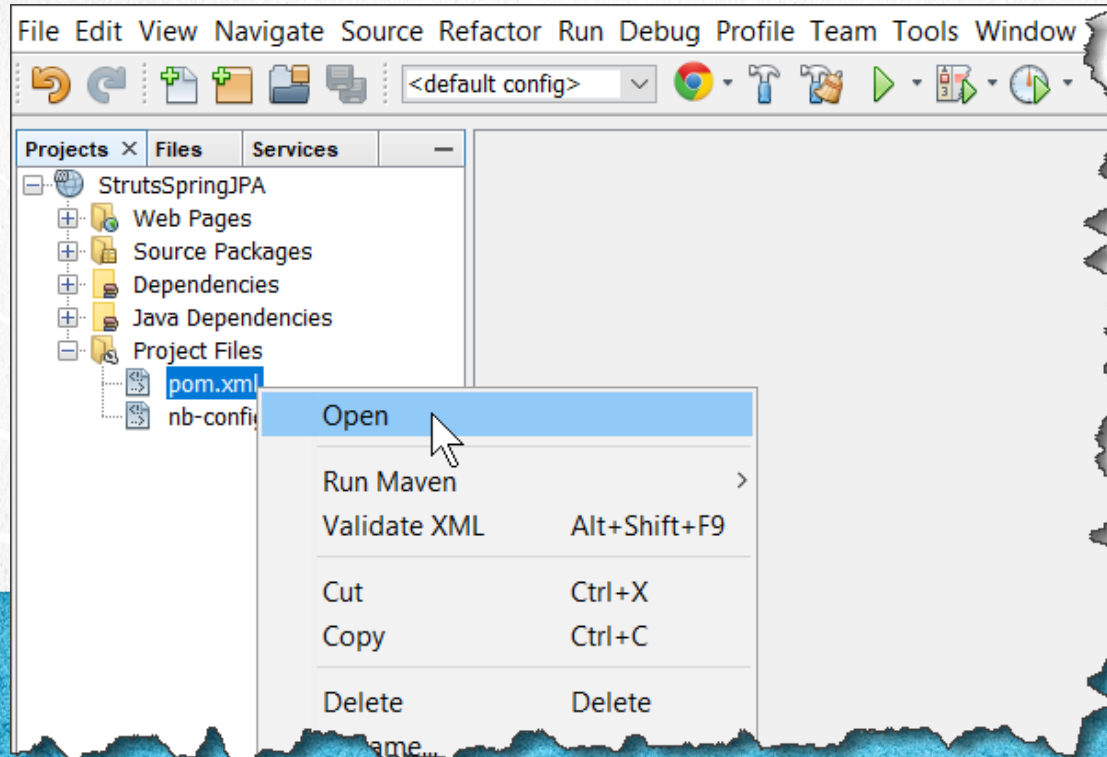 File Edit View Navigate Source Refactor Run Debug Profile Team Tools Window
<default config>
Projects Files Services
StrutsSpringJPA
Web Pages
Source Packages
Dependencies
Java Dependencies
Project Files
pom.xml
nb-config
Open
Run Maven
Validate XML Alt+Shift+F9
Cut Ctrl+X
Copy Ctrl+C
Delete Delete